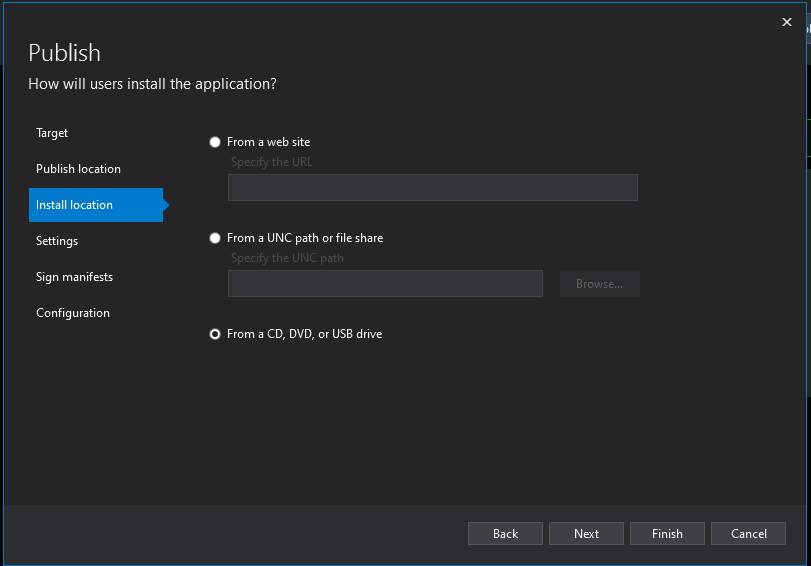 Publish
How will users install the application?
Target
Publish location
Install location
Settings
Sign manifests
Configuration
From a web site
Specify the URL
From a UNC path or file share
Specify the UNC path
Browse...
From a CD, DVD, or USB drive
Back
Next
Finish
Cancel